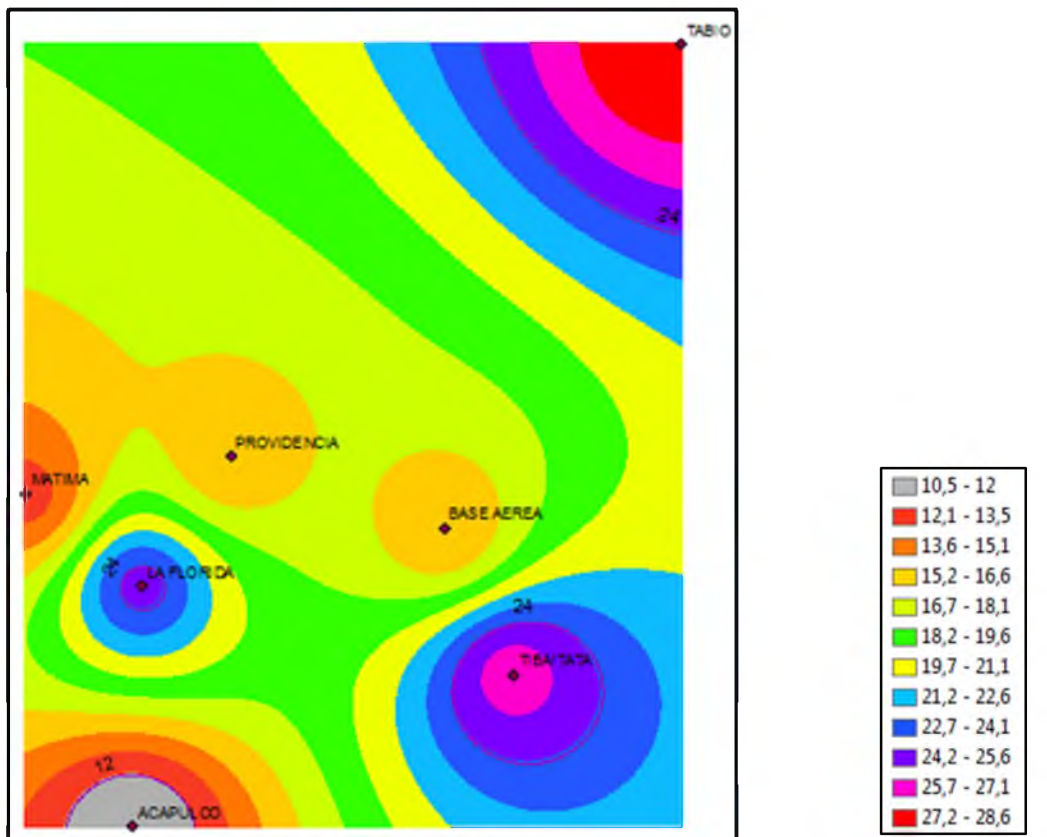 TABIO
24
PROVIDENCIA
MATIMA
BASE AEREA
24
LA FLORIDA
24
TIBAITATA
12
ACAPULCO
10,5 - 12
12,1 - 13,5
13,6 - 15,1
15,2 - 16,6
16,7 - 18,1
18,2 - 19,6
19,7 - 21,1
21,2 - 22,6
22,7 - 24,1
24,2 - 25,6
25,7 - 27,1
27,2 - 28,6